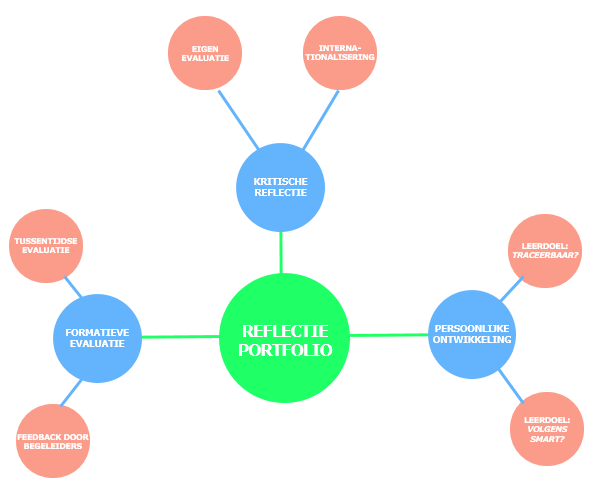 EIGEN
EVALUATIE
INTERNA-
TIONALISERING
KRITISCHE
REFLECTIE
TUSSENTIJDSE
EVALUATIE
LEERDOEL:
TRACEERBAAR?
FORMATIEVE
EVALUATIE
REFLECTIE
PORTFOLIO
PERSOONLIJKE
ONTWIKKELING
FEEDBACK DOOR
BEGELEIDERS
LEERDOEL:
VOLGENS
SMART?